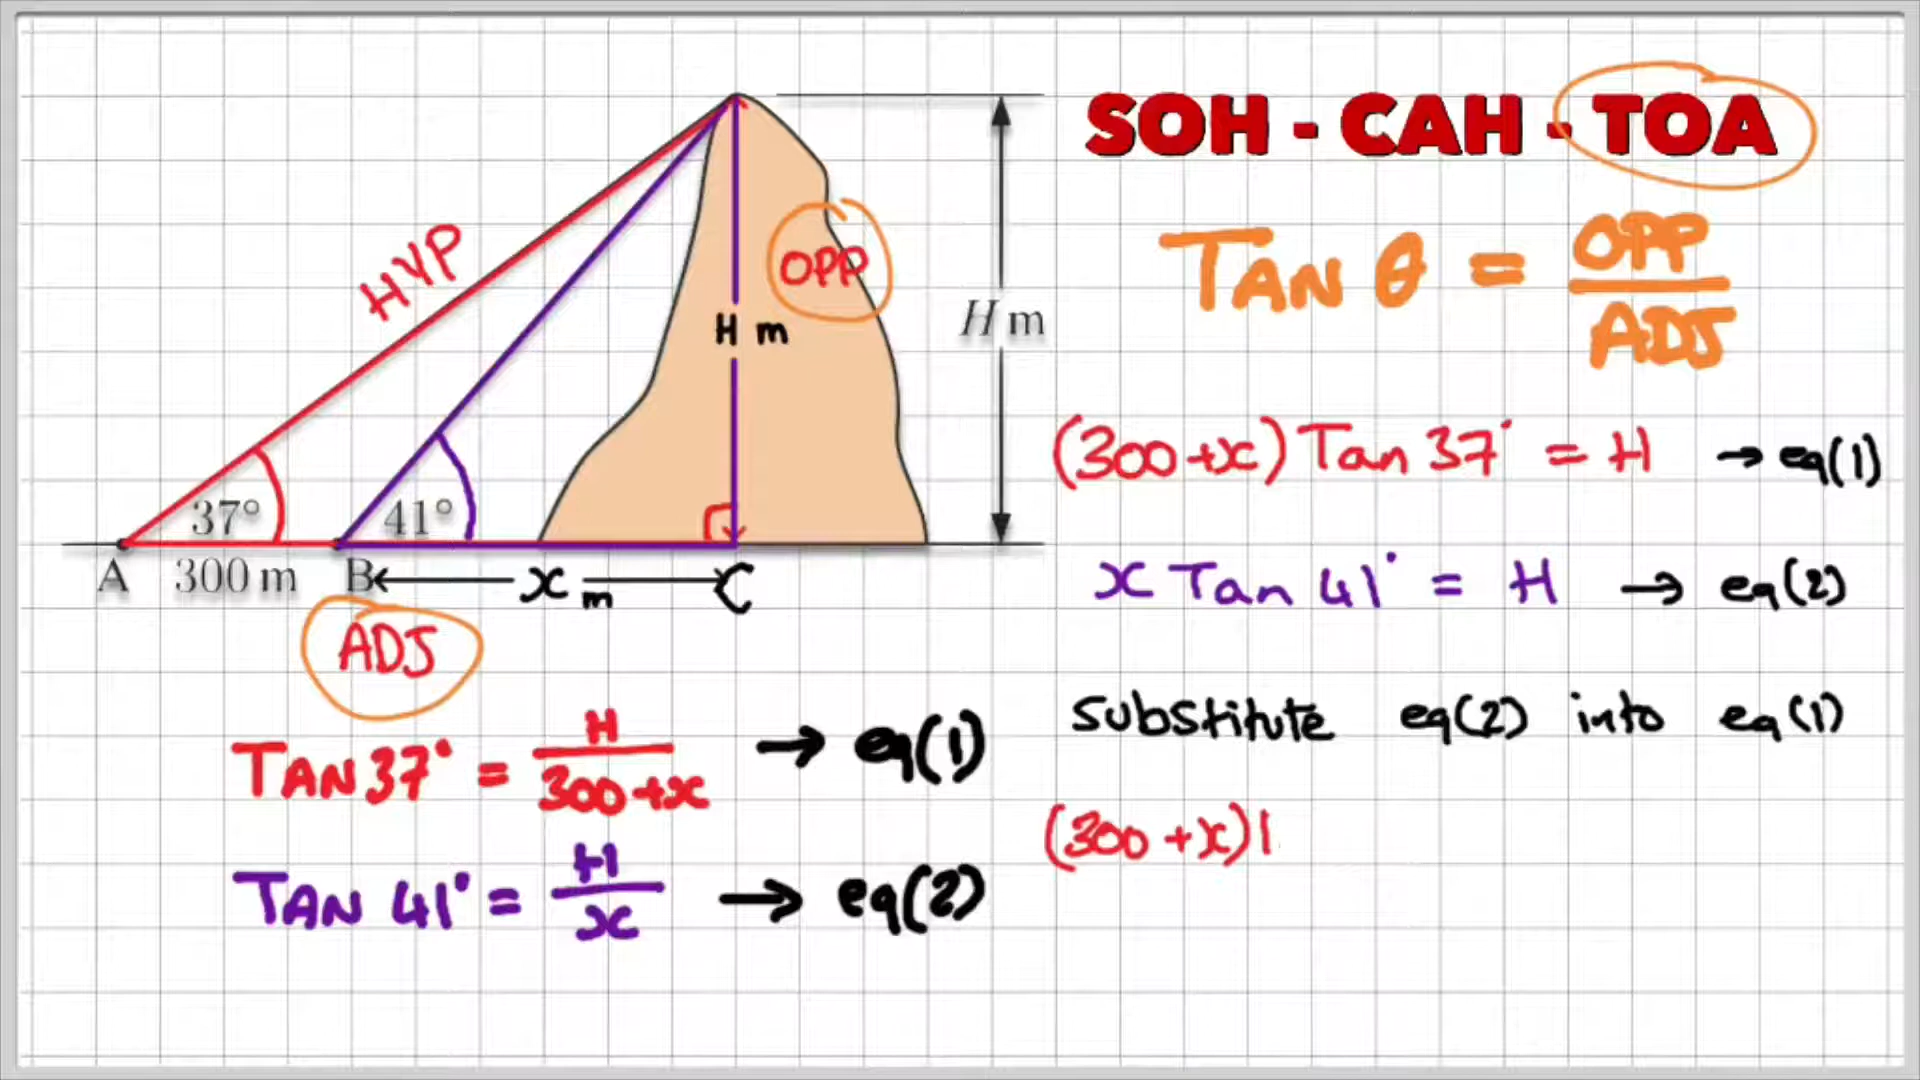 SOH - CAH - TOA
HYP
OPP
TAN θ = OPP / ADJ
H m
H m
37°
41°
A 300 m B x m C
ADJ
(300+x) Tan 37° = H → eq(1)
x Tan 41° = H → eq(2)
substitute eq(2) into eq(1)
TAN 37° = H / 300+x → eq(1)
TAN 41° = H / x → eq(2)
(300 +x)